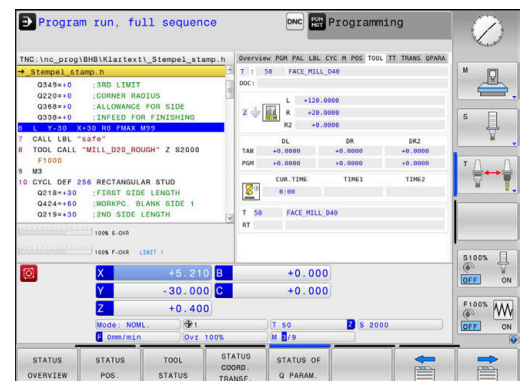 Program run, full sequence
DNC
PGM MGT
Programming
TNC:\nc_prog\BHB\Klartext\_Stempel_stamp.h
→_Stempel_stamp.h
Q349=+0 ;3RD LIMIT
Q220=+0 ;CORNER RADIUS
Q368=+0 ;ALLOWANCE FOR SIDE
Q338=+0 ;INFEED FOR FINISHING
6 L Y-30 X+30 R0 FMAX M99
7 CALL LBL "safe"
8 TOOL CALL "MILL_D20_ROUGH" Z S2000
F1000
9 M3
10 CYCL DEF 256 RECTANGULAR STUD
Q218=+30 ;FIRST SIDE LENGTH
Q424=+60 ;WORKPC. BLANK SIDE 1
Q219=+30 ;2ND SIDE LENGTH
100% S-OVR
100% F-OVR LIMIT 1
Overview PGM PAL LBL CYC M POS TOOL TT TRANS QPARA
T : 50 FACE_MILL_D40
DOC:
Z L +120.0000
R +20.0000
R2 +0.0000
DL DR DR2
TAB +0.0000 +0.0000 +0.0000
PGM +0.0000 +0.0000 +0.0000
CUR.TIME TIME1 TIME2
0:00
T 50 FACE_MILL_D40
RT
X +5.210 B +0.000
Y -30.000 C +0.000
Z +0.400
Mode: NOML. 1 T 50 Z S 2000
F 0mm/min Ovr 100% M 5/9
M
S
T
S100%
OFF ON
F100%
OFF ON
STATUS OVERVIEW
STATUS POS.
TOOL STATUS
STATUS COORD. TRANSF.
STATUS OF Q PARAM.